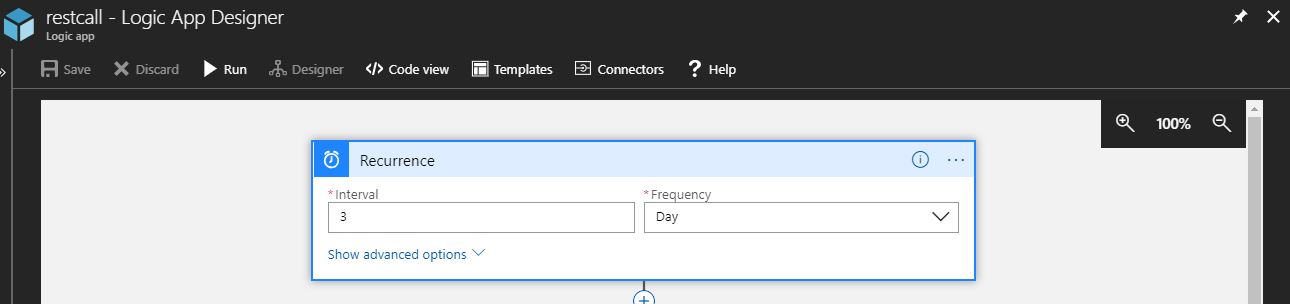 restcall - Logic App Designer
Logic app
» Save Discard Run Designer </> Code view Templates Connectors ? Help
100%
Recurrence
* Interval * Frequency
3 Day
Show advanced options